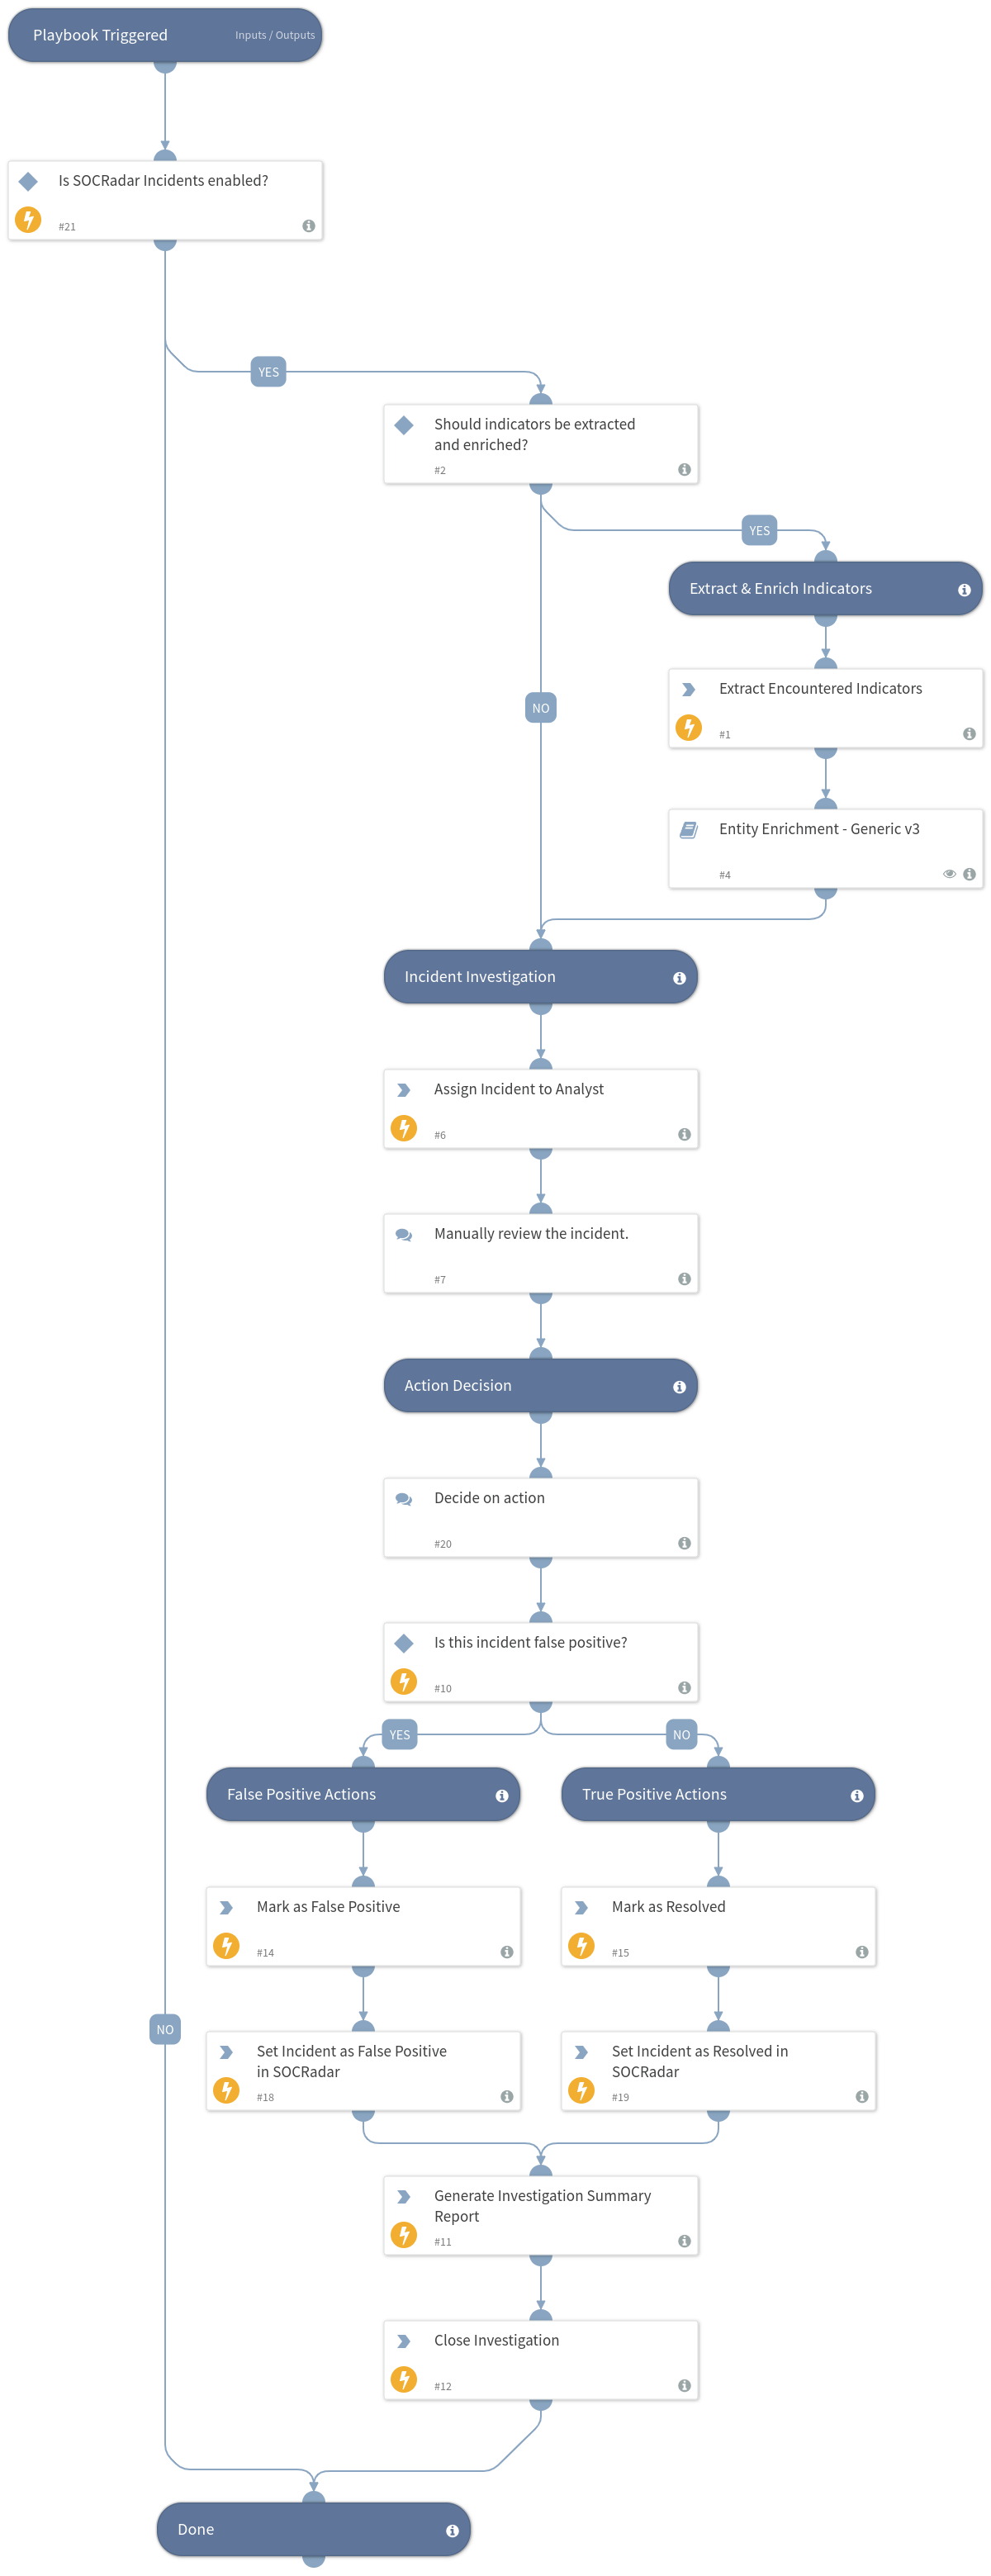 Playbook Triggered
Inputs / Outputs
Is SOCRadar Incidents enabled?
#21
YES
Should indicators be extracted
and enriched?
#2
YES
Extract & Enrich Indicators
Extract Encountered Indicators
#1
NO
Entity Enrichment - Generic v3
#4
Incident Investigation
Assign Incident to Analyst
#6
Manually review the incident.
#7
Action Decision
Decide on action
#20
Is this incident false positive?
#10
YES
NO
False Positive Actions
True Positive Actions
Mark as False Positive
#14
Mark as Resolved
#15
NO
Set Incident as False Positive
in SOCRadar
#18
Set Incident as Resolved in
SOCRadar
#19
Generate Investigation Summary
Report
#11
Close Investigation
#12
Done